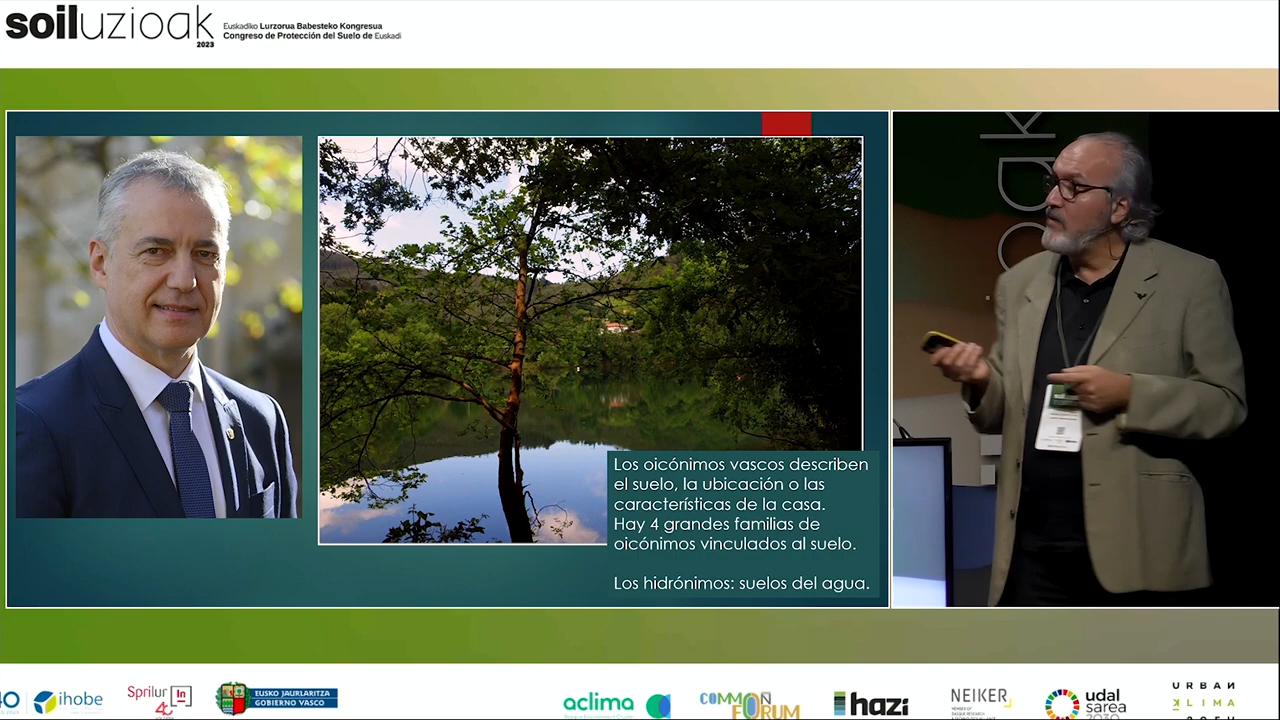 soiluzioak
2023
Euskadiko Lurzorua Babesteko Kongresua
Congreso de Protección del Suelo de Euskadi
Los oicónimos vascos describen
el suelo, la ubicación o las
características de la casa.
Hay 4 grandes familias de
oicónimos vinculados al suelo.
Los hidrónimos: suelos del agua.
ihobe
Sprilur
EUSKO JAURLARITZA
GOBIERNO VASCO
aclima
COMMON
FORUM
hazi
NEIKER
udal
sarea
2030
URBAN
KLIMA